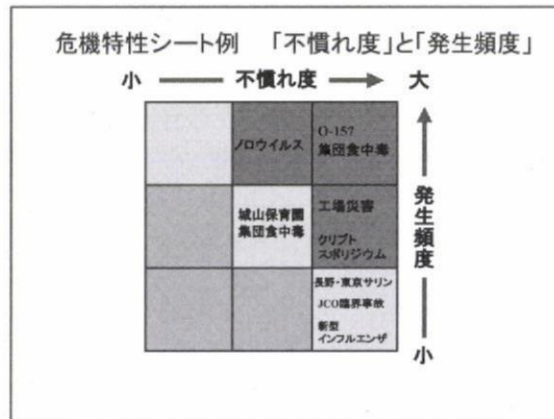 危機特性シート例 「不慣れ度」と「発生頻度」
小 不慣れ度 大
ノロウイルス
O-157
集団食中毒
城山保育園
集団食中毒
工場災害
クリプト
スポリジウム
長野・東京サリン
JCO臨界事故
新型
インフルエンザ
発生頻度
小